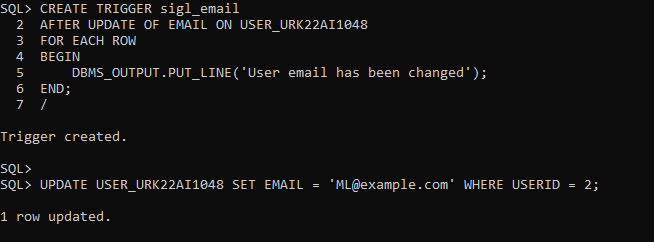 SQL> CREATE TRIGGER sigl_email
  2  AFTER UPDATE OF EMAIL ON USER_URK22AI1048
  3  FOR EACH ROW
  4  BEGIN
  5      DBMS_OUTPUT.PUT_LINE('User email has been changed');
  6  END;
  7  /
Trigger created.
SQL>
SQL> UPDATE USER_URK22AI1048 SET EMAIL = 'ML@example.com' WHERE USERID = 2;
1 row updated.